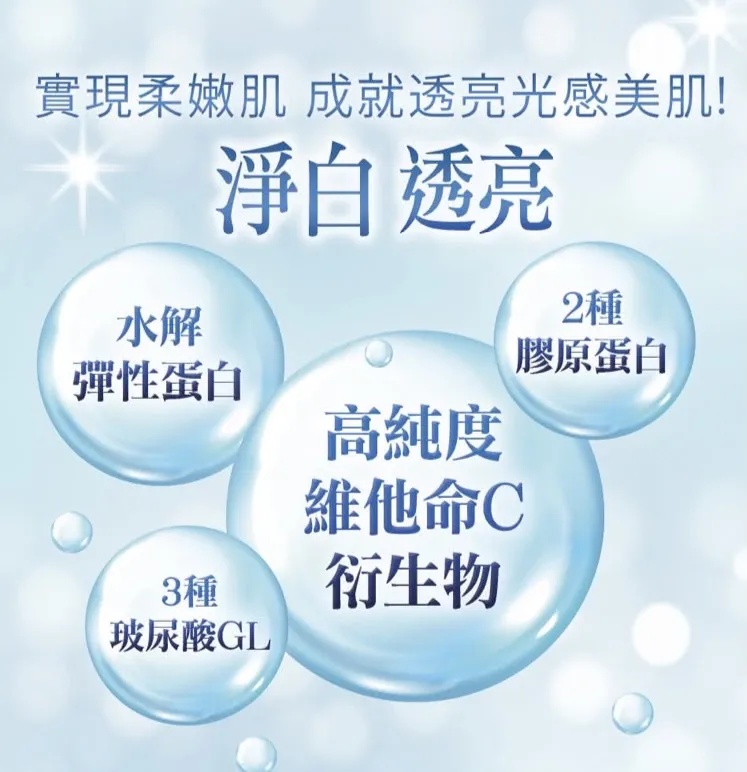 實現柔嫩肌 成就透亮光感美肌!
淨白 透亮
水解
彈性蛋白
2種
膠原蛋白
高純度
維他命C
衍生物
3種
玻尿酸GL